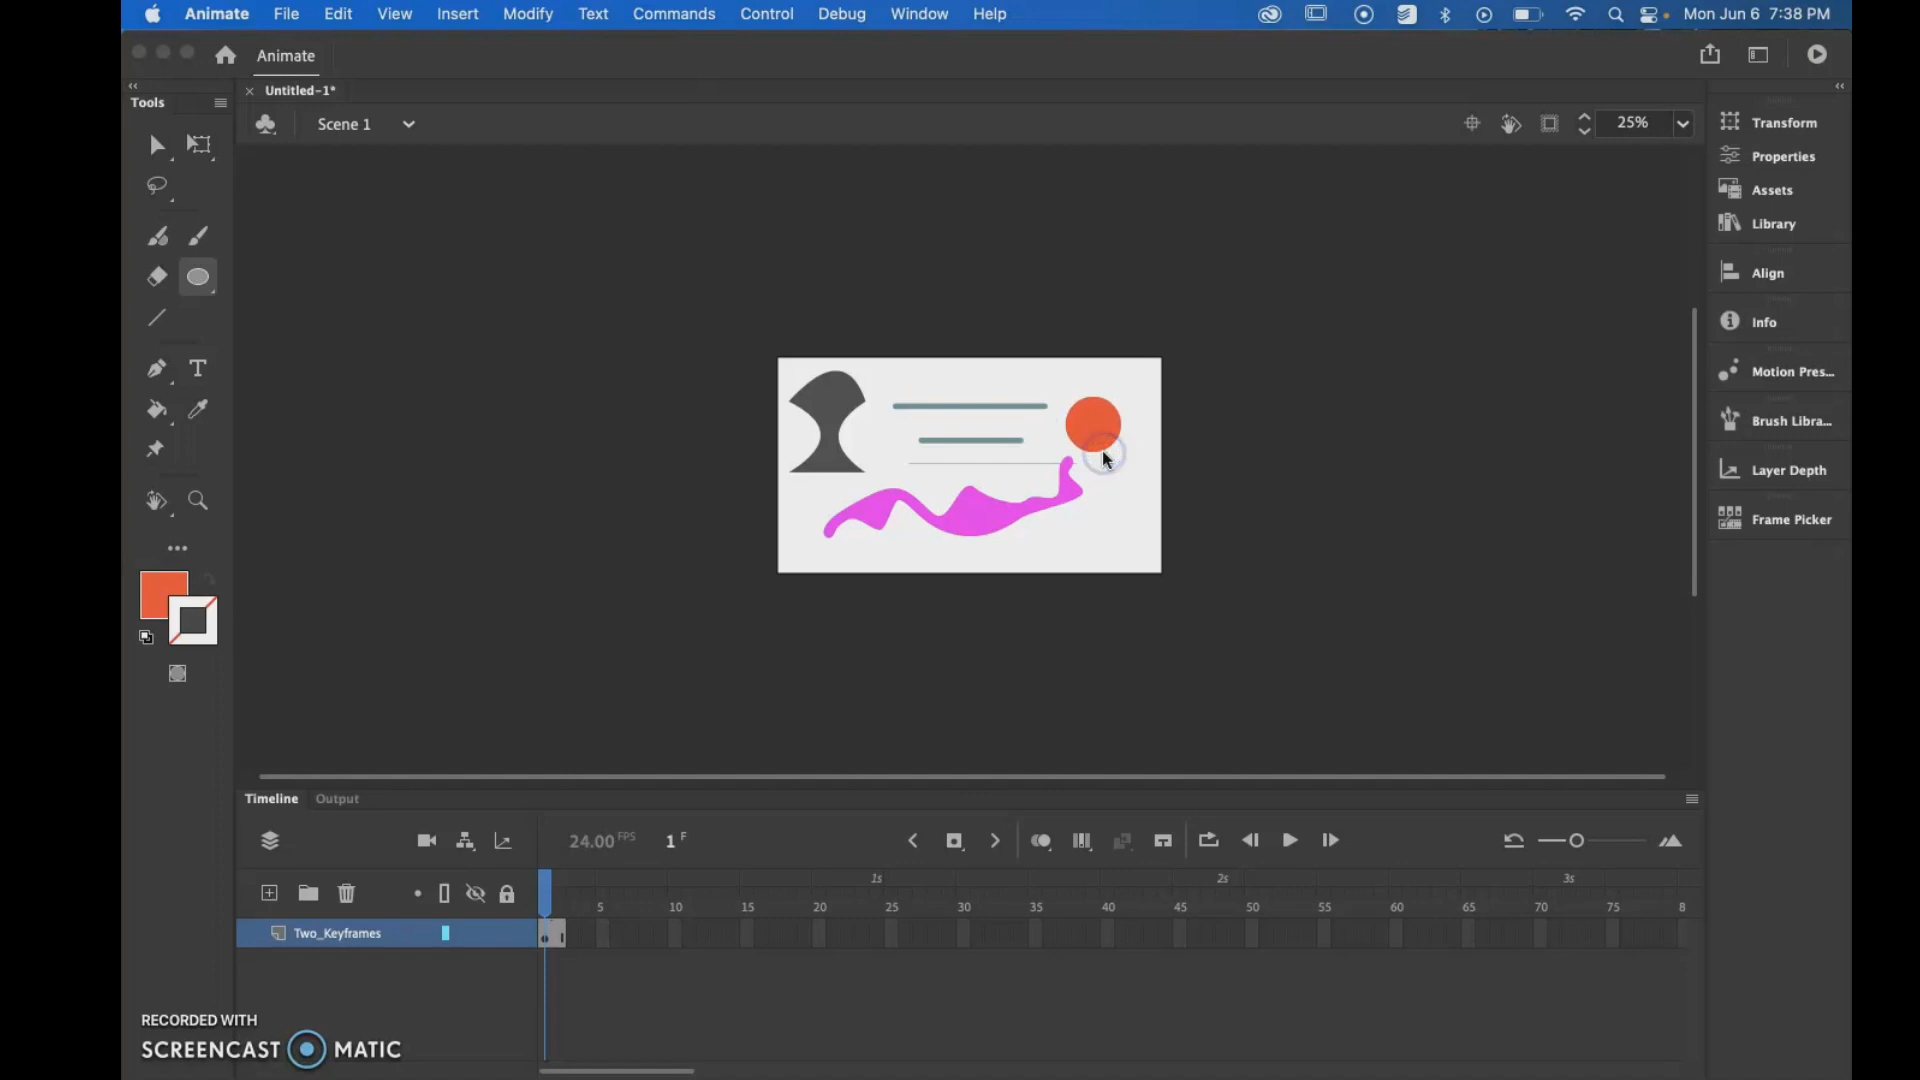 Animate File Edit View Insert Modify Text Commands Control Debug Window Help Mon Jun 6 7:38 PM
Animate
Tools
Untitled-1*
Scene 1
25%
Transform
Properties
Assets
Library
Align
Info
Motion Pres...
Brush Libra...
Layer Depth
Frame Picker
T
Timeline Output
24.00 FPS 1 F
1s 2s 3s
5 10 15 20 25 30 35 40 45 50 55 60 65 70 75 8
Two_Keyframes
RECORDED WITH
SCREENCAST MATIC